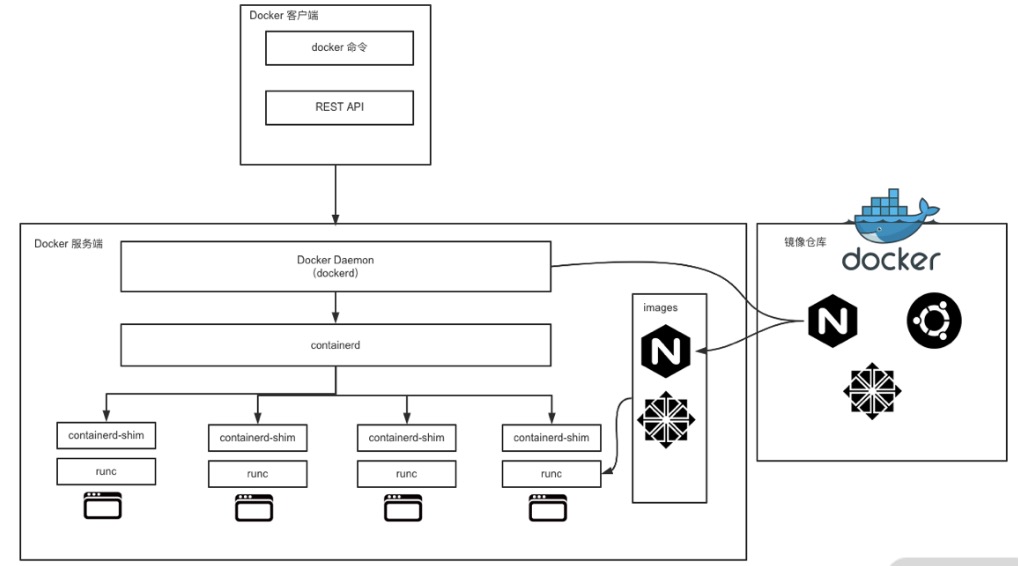 Docker 客户端
docker 命令
REST API
Docker 服务端
Docker Daemon
（dockerd）
containerd
containerd-shim
runc
containerd-shim
runc
containerd-shim
runc
containerd-shim
runc
images
N
镜像仓库
docker
N